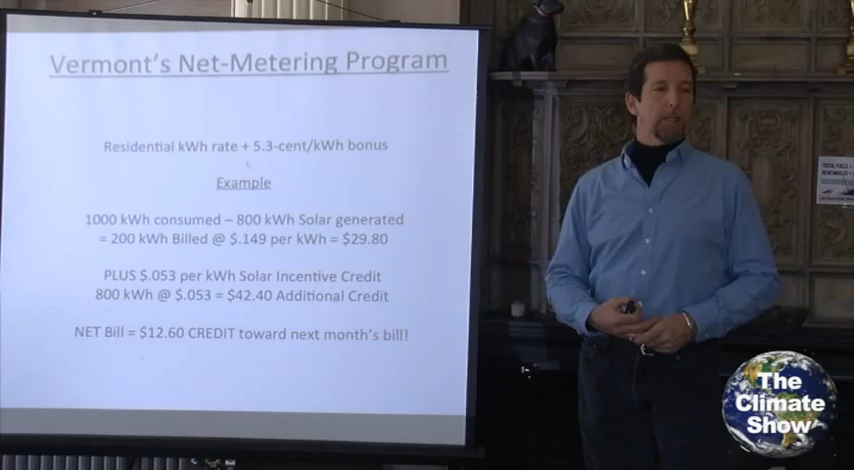 Vermont's Net-Metering Program
Residential kWh rate + 5.3-cent/kWh bonus
Example
1000 kWh consumed – 800 kWh Solar generated
= 200 kWh Billed @ $.149 per kWh = $29.80
PLUS $.053 per kWh Solar Incentive Credit
800 kWh @ $.053 = $42.40 Additional Credit
NET Bill = $12.60 CREDIT toward next month's bill!
The
Climate
Show